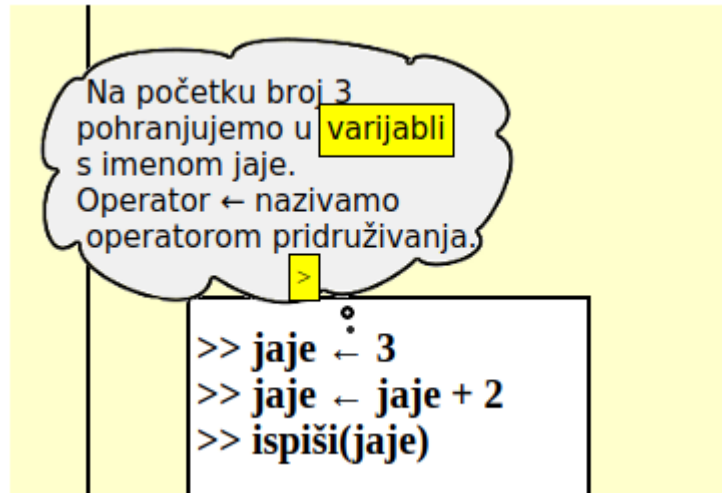 Na početku broj 3
pohranjujemo u varijabli
s imenom jaje.
Operator ← nazivamo
operatorom pridruživanja.
>
>> jaje ← 3
>> jaje ← jaje + 2
>> ispiši(jaje)